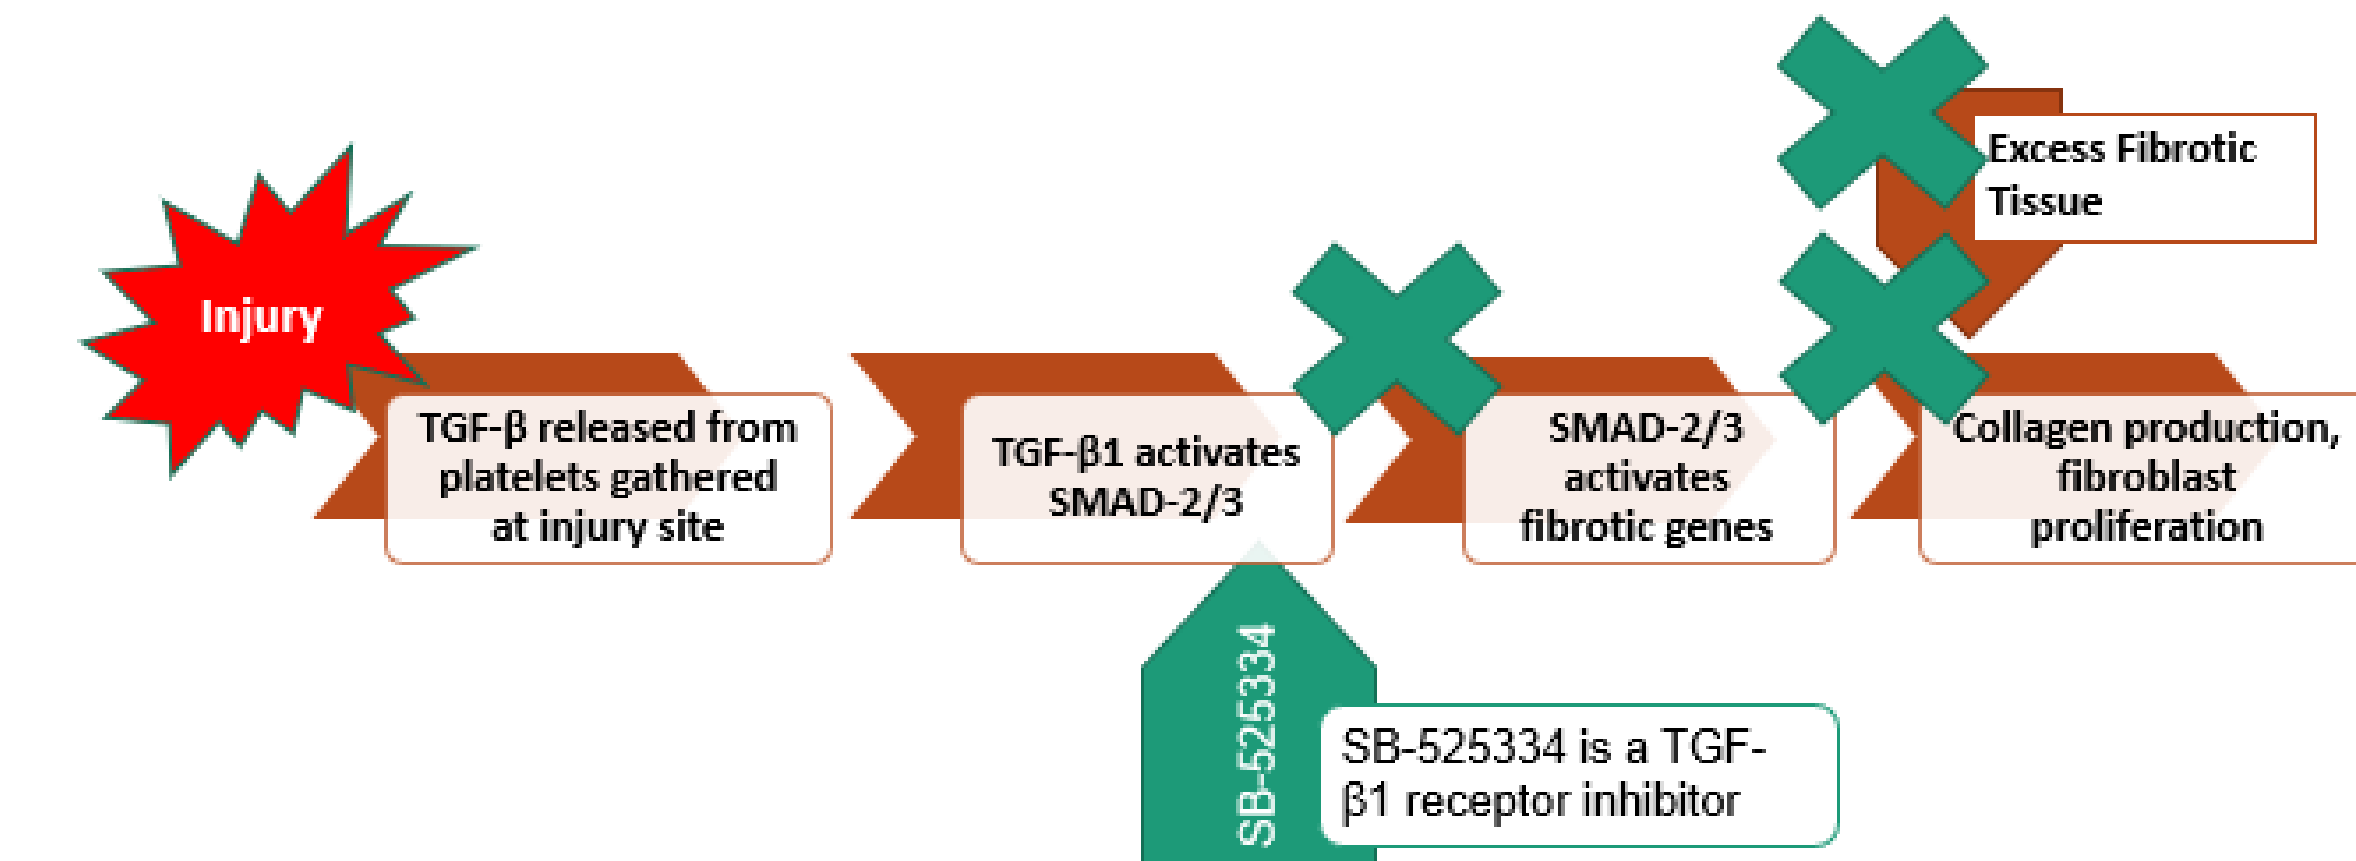 Injury
TGF-β released from
platelets gathered
at injury site
TGF-β1 activates
SMAD-2/3
SMAD-2/3
activates
fibrotic genes
Collagen production,
fibroblast
proliferation
Excess Fibrotic
Tissue
SB-525334
SB-525334 is a TGF-
β1 receptor inhibitor